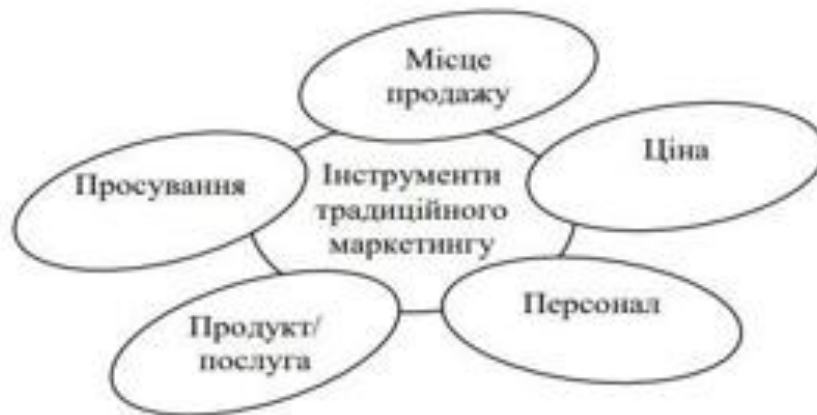 Місце
продажу
Ціна
Просування
Інструменти
традиційного
маркетингу
Персонал
Продукт/
послуга